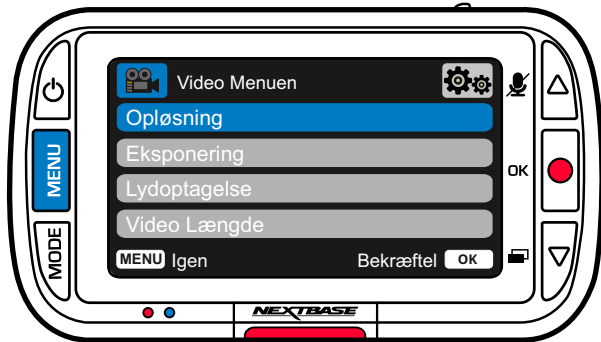 Video Menuen
Opløsning
Eksponering
Lydoptagelse
Video Længde
MENU Igen
Bekræftel OK
MENU
MODE
OK
NEXTBASE